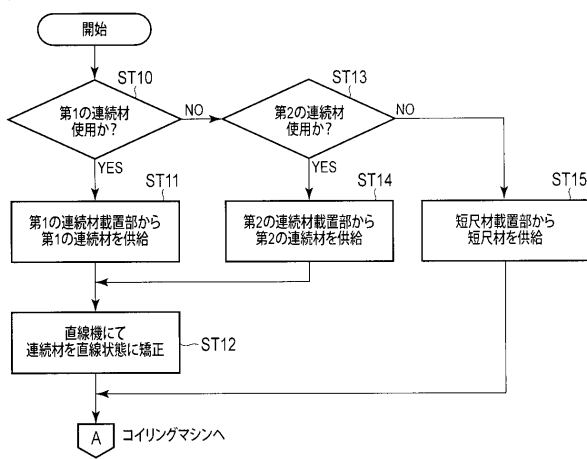 開始
ST10
第1の連続材
使用か?
NO
YES
ST13
第2の連続材
使用か?
NO
YES
ST11
第1の連続材載置部から
第1の連続材を供給
ST14
第2の連続材載置部から
第2の連続材を供給
ST15
短尺材載置部から
短尺材を供給
直線機にて
連続材を直線状態に矯正
ST12
A
コイリングマシンへ